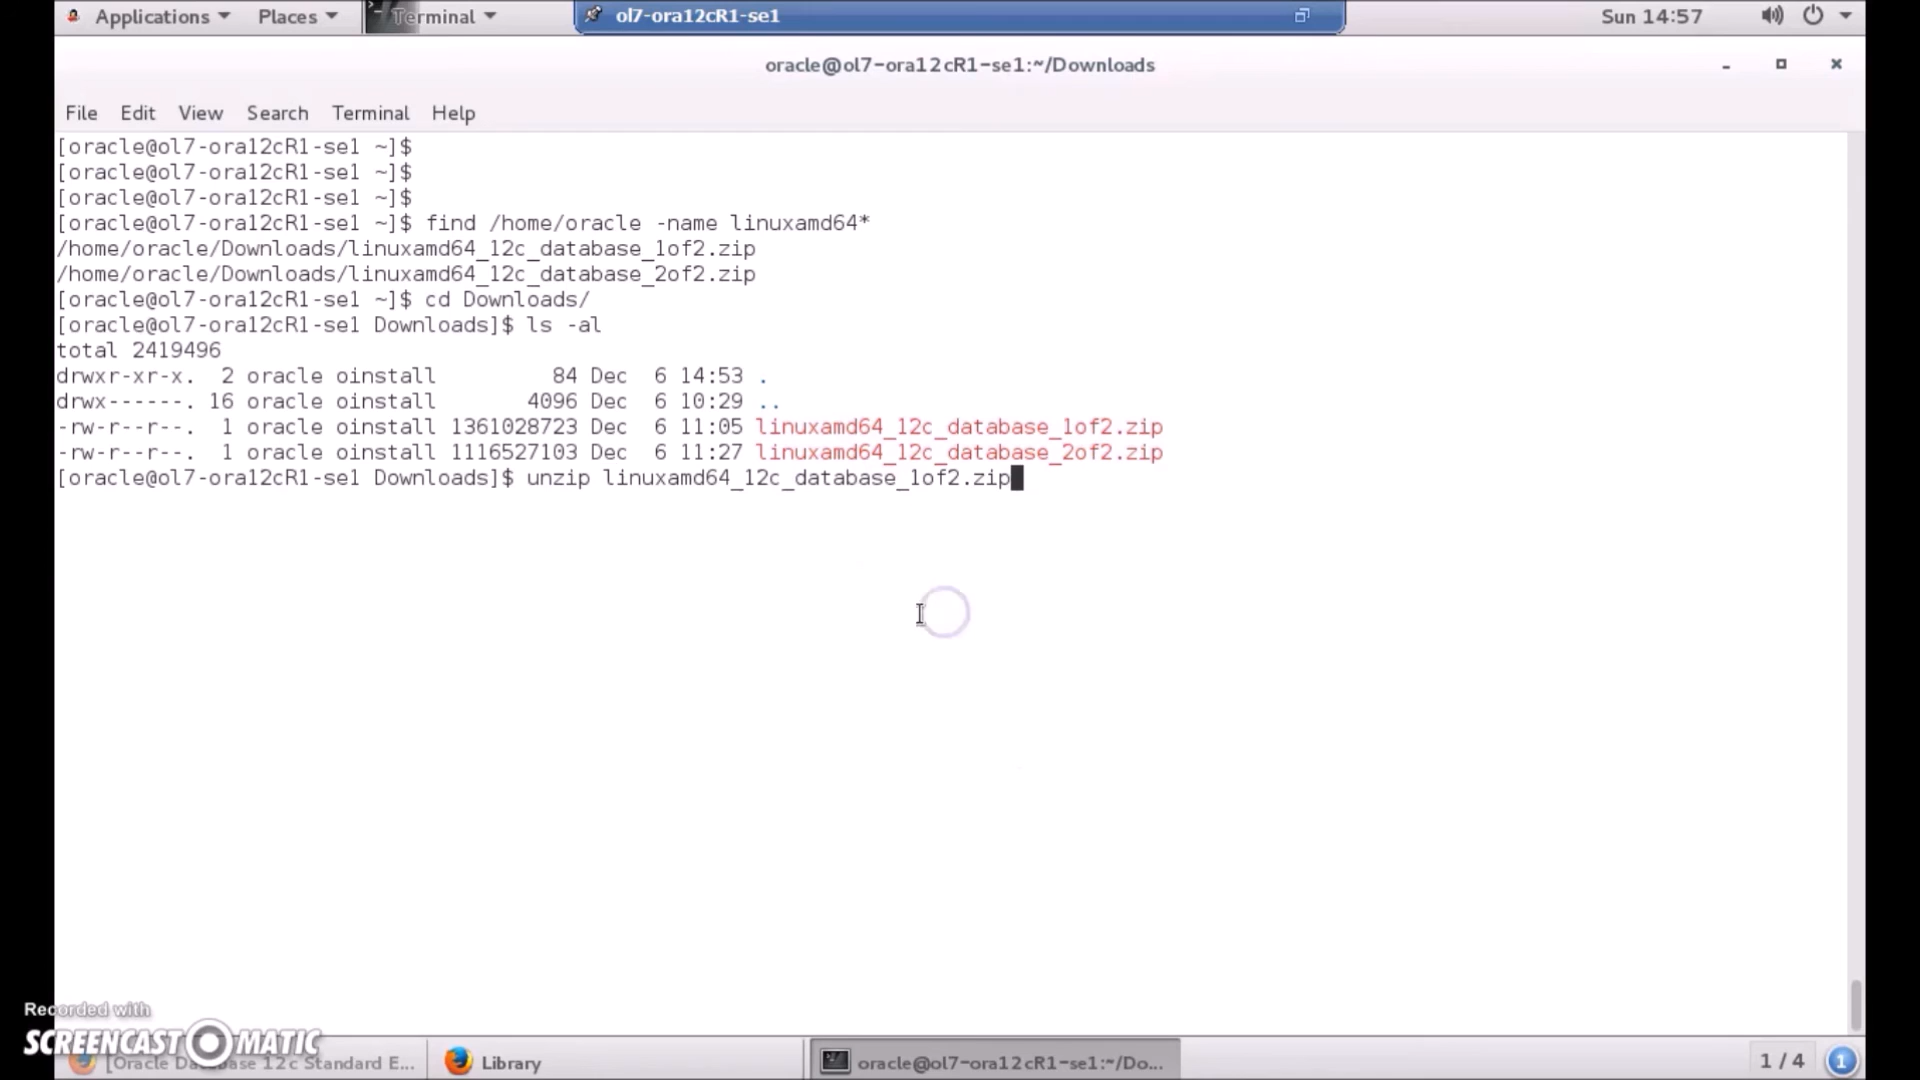 Applications Places Terminal ol7-ora12cR1-se1 Sun 14:57
oracle@ol7-ora12cR1-se1:~/Downloads
File Edit View Search Terminal Help
[oracle@ol7-ora12cR1-se1 ~]$
[oracle@ol7-ora12cR1-se1 ~]$
[oracle@ol7-ora12cR1-se1 ~]$
[oracle@ol7-ora12cR1-se1 ~]$ find /home/oracle -name linuxamd64*
/home/oracle/Downloads/linuxamd64_12c_database_1of2.zip
/home/oracle/Downloads/linuxamd64_12c_database_2of2.zip
[oracle@ol7-ora12cR1-se1 ~]$ cd Downloads/
[oracle@ol7-ora12cR1-se1 Downloads]$ ls -al
total 2419496
drwxr-xr-x. 2 oracle oinstall 84 Dec 6 14:53 .
drwx------. 16 oracle oinstall 4096 Dec 6 10:29 ..
-rw-r--r--. 1 oracle oinstall 1361028723 Dec 6 11:05 linuxamd64_12c_database_1of2.zip
-rw-r--r--. 1 oracle oinstall 1116527103 Dec 6 11:27 linuxamd64_12c_database_2of2.zip
[oracle@ol7-ora12cR1-se1 Downloads]$ unzip linuxamd64_12c_database_1of2.zip
Recorded with
SCREENCAST MATIC
[Oracle Database 12c Standard E... Library oracle@ol7-ora12cR1-se1:~/Do... 1 / 4 1